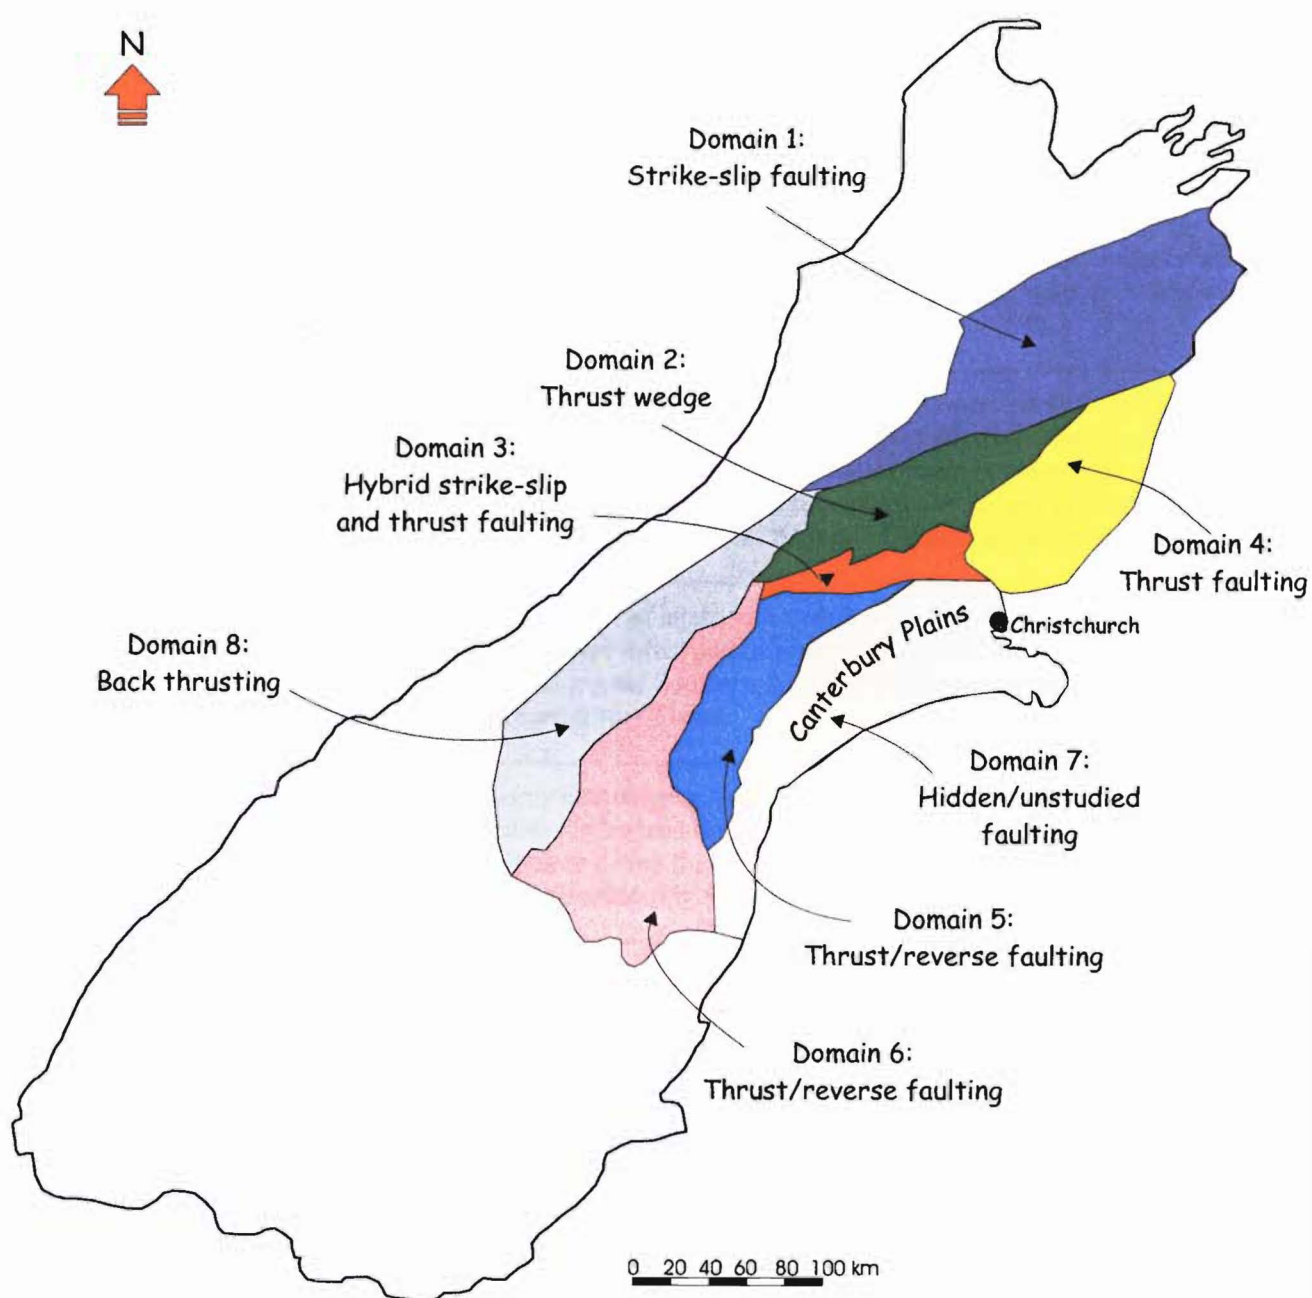 N
Domain 1:
Strike-slip faulting
Domain 2:
Thrust wedge
Domain 3:
Hybrid strike-slip
and thrust faulting
Domain 4:
Thrust faulting
Christchurch
Canterbury Plains
Domain 8:
Back thrusting
Domain 7:
Hidden/unstudied
faulting
Domain 5:
Thrust/reverse faulting
Domain 6:
Thrust/reverse faulting
0 20 40 60 80 100 km